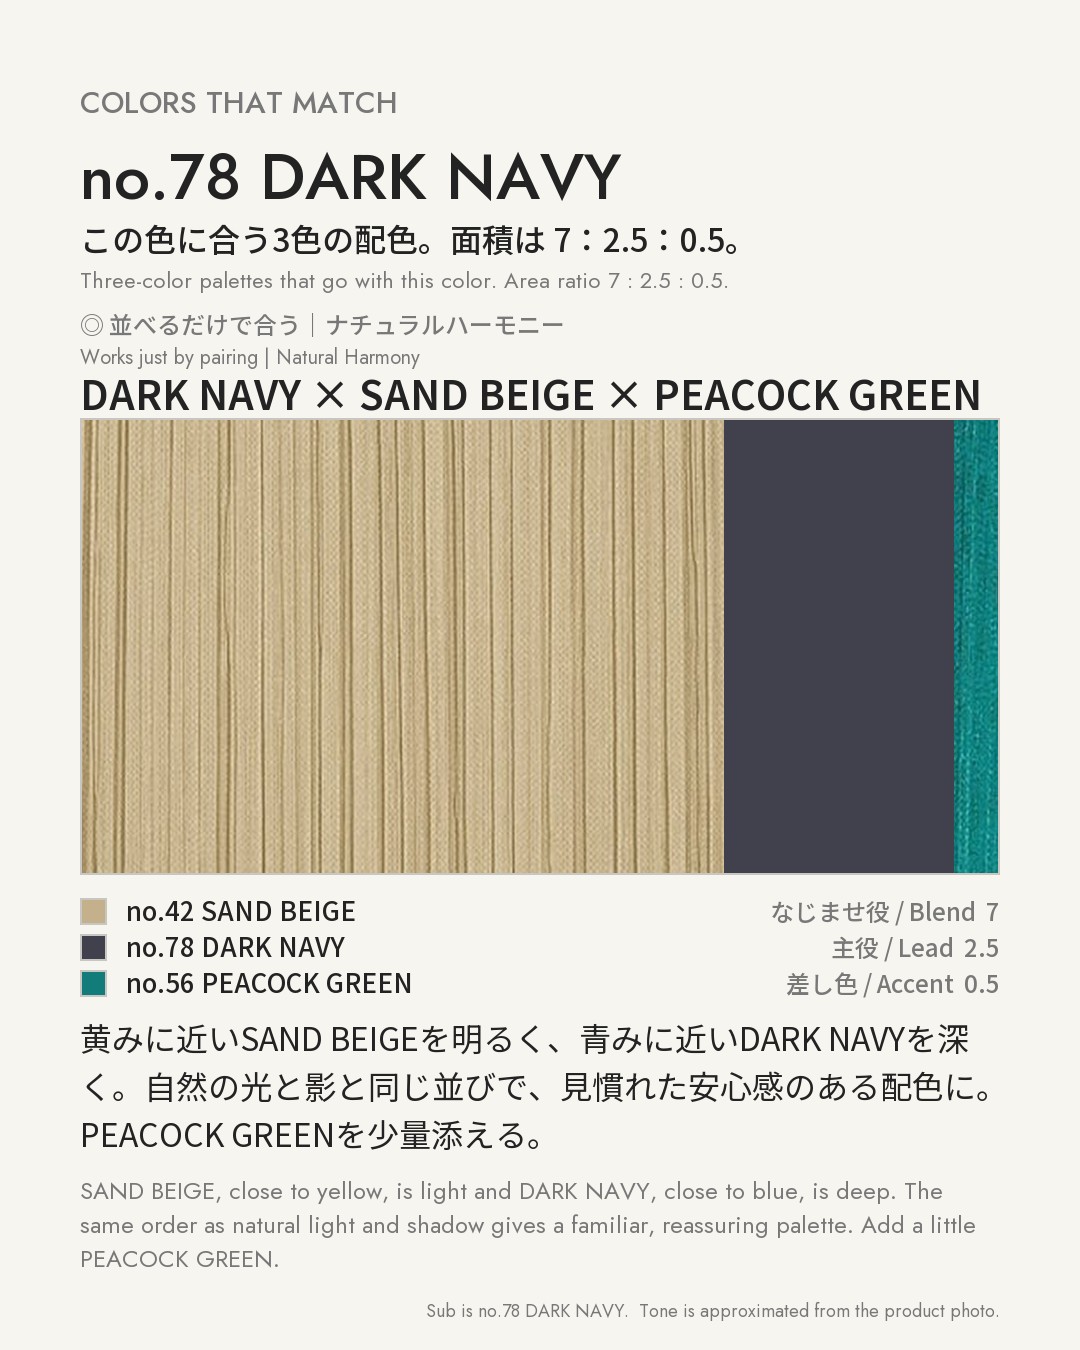 COLORS THAT MATCH
no.78 DARK NAVY
この色に合う3色の配色。面積は 7：2.5：0.5。
Three-color palettes that go with this color. Area ratio 7 : 2.5 : 0.5.
◎ 並べるだけで合う｜ナチュラルハーモニー
Works just by pairing | Natural Harmony
DARK NAVY × SAND BEIGE × PEACOCK GREEN
no.42 SAND BEIGE なじませ役 / Blend 7
no.78 DARK NAVY 主役 / Lead 2.5
no.56 PEACOCK GREEN 差し色 / Accent 0.5
黄みに近いSAND BEIGEを明るく、青みに近いDARK NAVYを深
く。自然の光と影と同じ並びで、見慣れた安心感のある配色に。
PEACOCK GREENを少量添える。
SAND BEIGE, close to yellow, is light and DARK NAVY, close to blue, is deep. The
same order as natural light and shadow gives a familiar, reassuring palette. Add a little
PEACOCK GREEN.
Sub is no.78 DARK NAVY. Tone is approximated from the product photo.